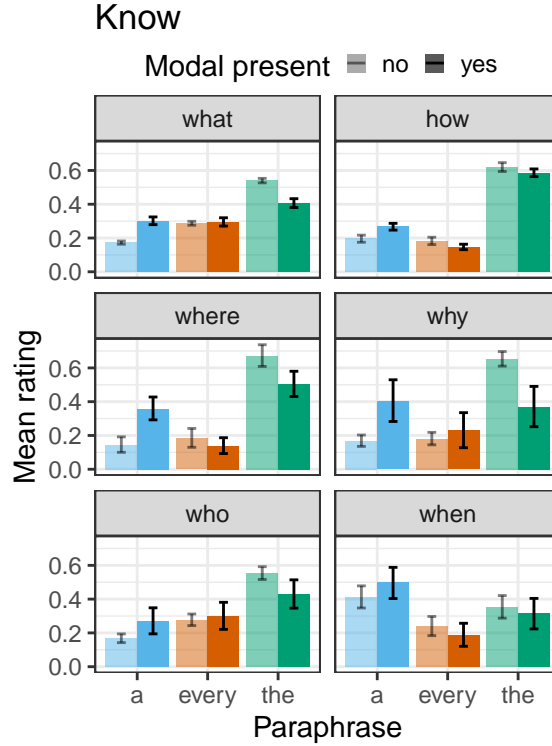 Know
Modal present no yes
what how
0.6
0.4
0.2
0.0
where why
0.6
0.4
0.2
0.0
who when
0.6
0.4
0.2
0.0
a every the a every the
Mean rating
Paraphrase